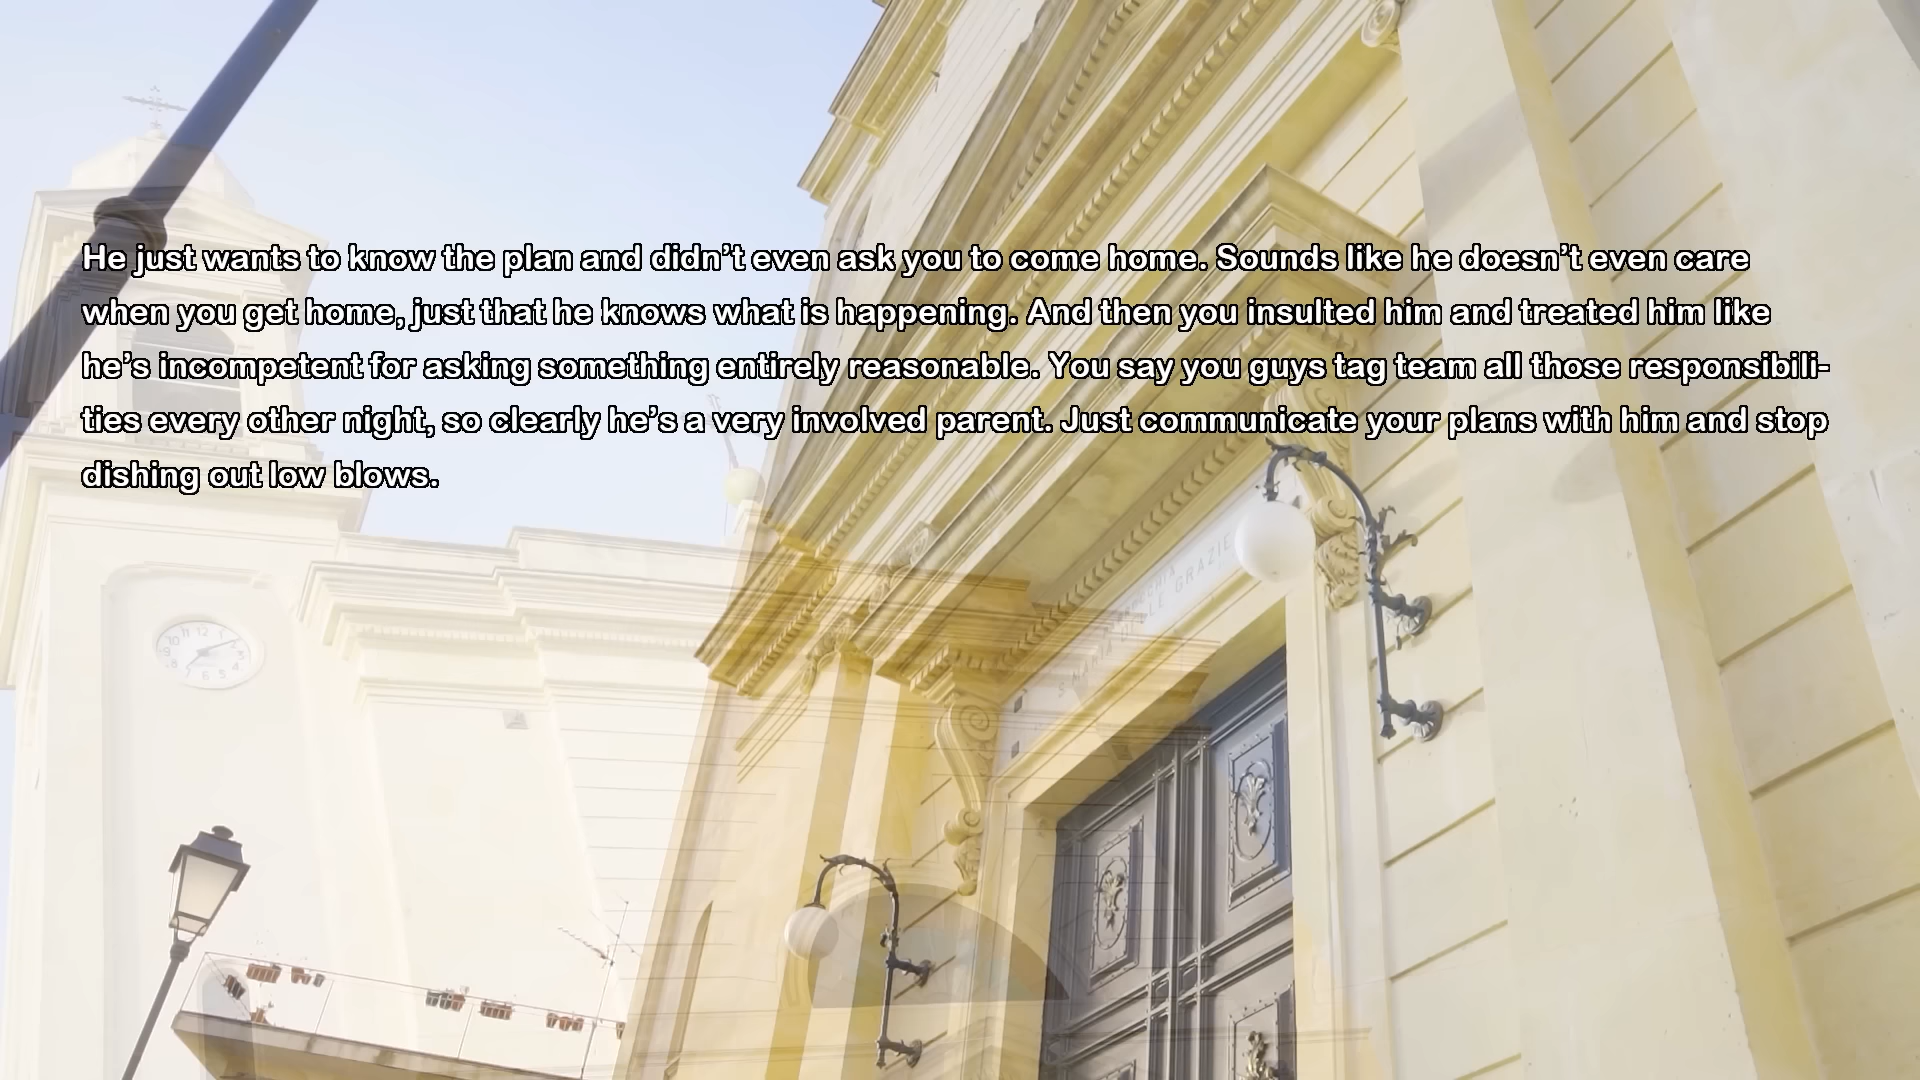 He just wants to know the plan and didn’t even ask you to come home. Sounds like he doesn’t even care
when you get home, just that he knows what is happening. And then you insulted him and treated him like
he’s incompetent for asking something entirely reasonable. You say you guys tag team all those responsibili-
ties every other night, so clearly he’s a very involved parent. Just communicate your plans with him and stop
dishing out low blows.
GRAZIE